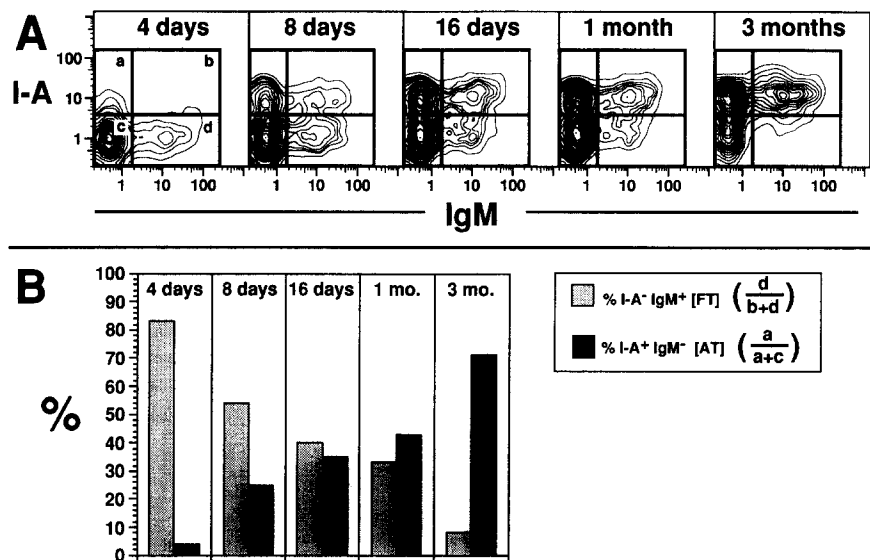 A
4 days 8 days 16 days 1 month 3 months
a b
c d
I-A
100
10
1
1 10 100 1 10 100 1 10 100 1 10 100 1 10 100
IgM
B
%
100
90
80
70
60
50
40
30
20
10
0
4 days 8 days 16 days 1 mo. 3 mo.
% I-A⁻ IgM⁺ [FT] (d/b+d)
% I-A⁺ IgM⁻ [AT] (a/a+c)